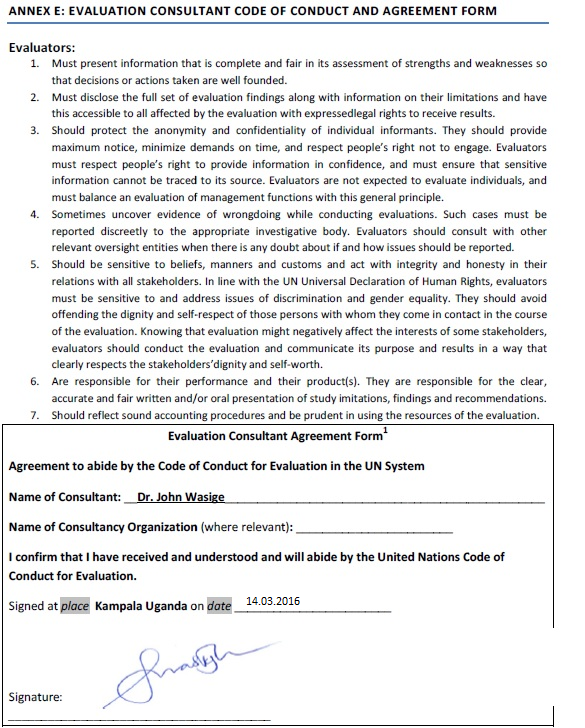 ANNEX E: EVALUATION CONSULTANT CODE OF CONDUCT AND AGREEMENT FORM
Evaluators:
1. Must present information that is complete and fair in its assessment of strengths and weaknesses so
that decisions or actions taken are well founded.
2. Must disclose the full set of evaluation findings along with information on their limitations and have
this accessible to all affected by the evaluation with expressedlegal rights to receive results.
3. Should protect the anonymity and confidentiality of individual informants. They should provide
maximum notice, minimize demands on time, and respect people's right not to engage. Evaluators
must respect people's right to provide information in confidence, and must ensure that sensitive
information cannot be traced to its source. Evaluators are not expected to evaluate individuals, and
must balance an evaluation of management functions with this general principle.
4. Sometimes uncover evidence of wrongdoing while conducting evaluations. Such cases must be
reported discreetly to the appropriate investigative body. Evaluators should consult with other
relevant oversight entities when there is any doubt about if and how issues should be reported.
5. Should be sensitive to beliefs, manners and customs and act with integrity and honesty in their
relations with all stakeholders. In line with the UN Universal Declaration of Human Rights, evaluators
must be sensitive to and address issues of discrimination and gender equality. They should avoid
offending the dignity and self-respect of those persons with whom they come in contact in the course
of the evaluation. Knowing that evaluation might negatively affect the interests of some stakeholders,
evaluators should conduct the evaluation and communicate its purpose and results in a way that
clearly respects the stakeholders'dignity and self-worth.
6. Are responsible for their performance and their product(s). They are responsible for the clear,
accurate and fair written and/or oral presentation of study imitations, findings and recommendations.
7. Should reflect sound accounting procedures and be prudent in using the resources of the evaluation.
Evaluation Consultant Agreement Form1
Agreement to abide by the Code of Conduct for Evaluation in the UN System
Name of Consultant: Dr. John Wasige
Name of Consultancy Organization (where relevant):
I confirm that I have received and understood and will abide by the United Nations Code of
Conduct for Evaluation.
Signed at place Kampala Uganda on date 14.03.2016
Signature: